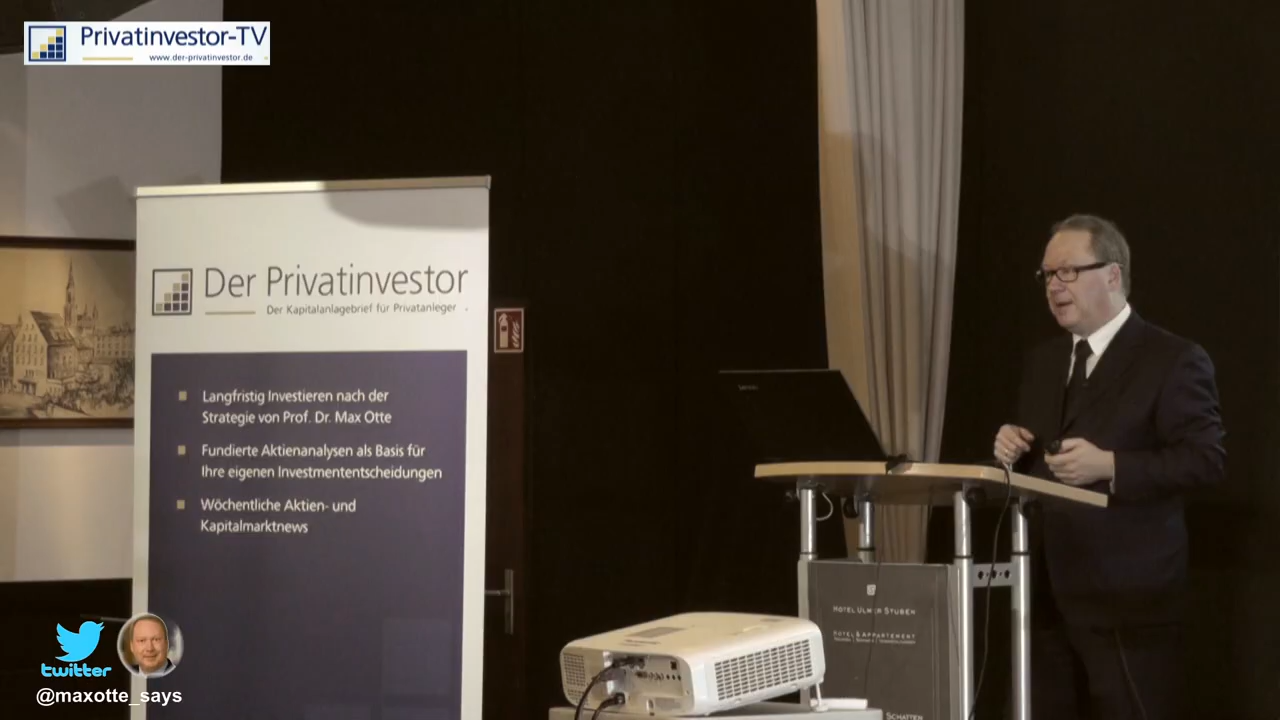 Privatinvestor-TV
www.der-privatinvestor.de
Der Privatinvestor
Der Kapitalanlagebrief für Privatanleger
Langfristig Investieren nach der
Strategie von Prof. Dr. Max Otte
Fundierte Aktienanalysen als Basis für
Ihre eigenen Investmententscheidungen
Wöchentliche Aktien- und
Kapitalmarktnews
HOTEL ULMER STUBEN
HOTEL & APPARTEMENT
SCHATTEN
twitter
@maxotte_says